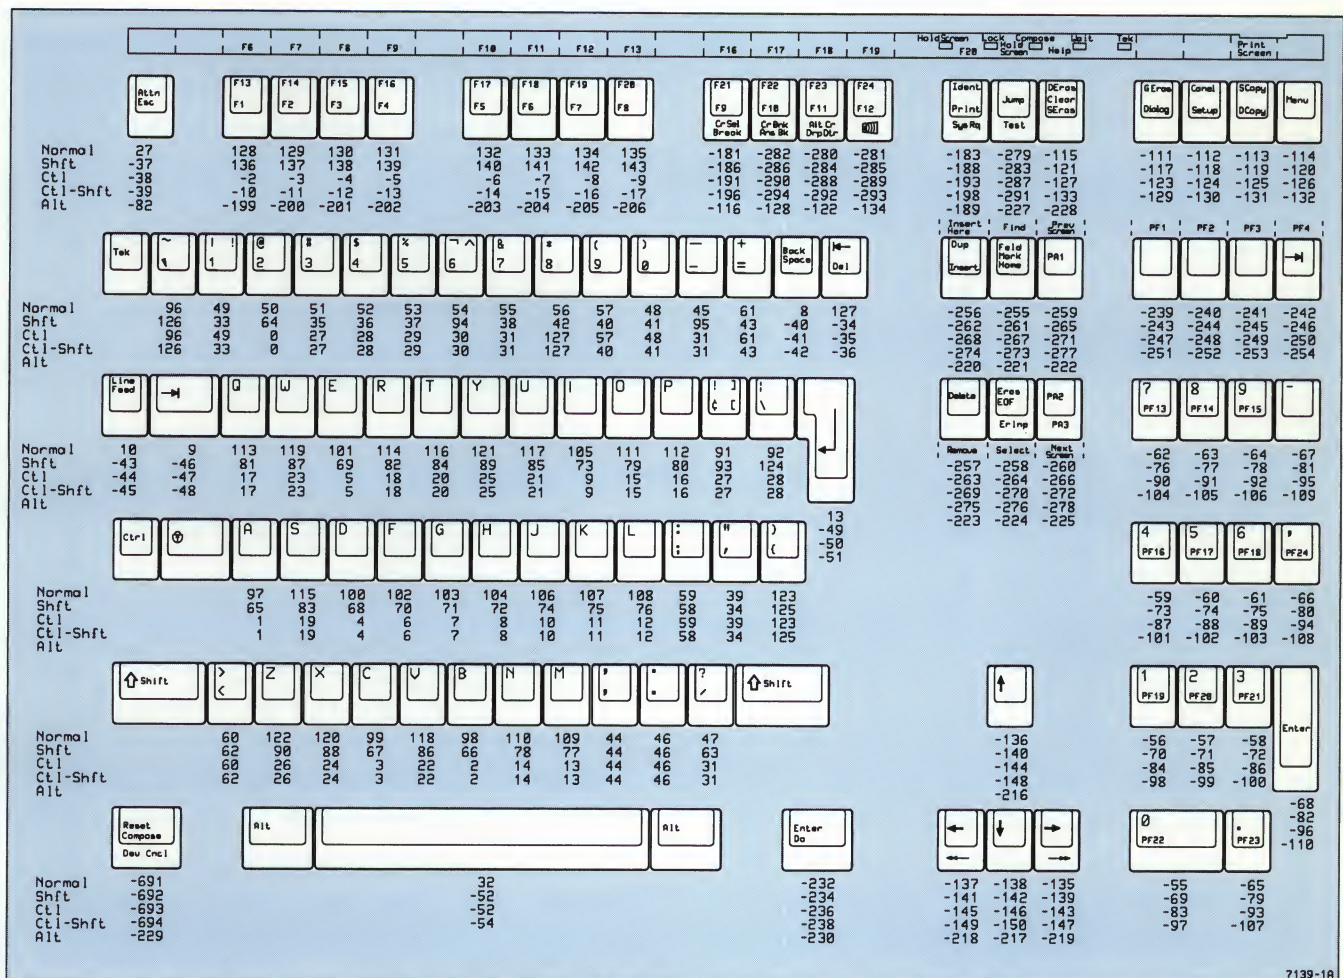 HoldScreen Lock Compose Wait Tek
F6 F7 F8 F9 F10 F11 F12 F13 F16 F17 F18 F19 F20 Hold Screen Help Print Screen
Attn Esc
F13 F1
F14 F2
F15 F3
F16 F4
F17 F5
F18 F6
F19 F7
F20 F8
F21 F9 CrSel Break
F22 F10 CrBnk Ans Bk
F23 F11 Alt Cr DrpDlr
F24 F12
Ident Print Sys Rq
Jump Test
DEras Clear SEras
GEras Dialog
Cancl Setup
SCopy DCopy
Menu
Normal 27 128 129 130 131 132 133 134 135 -181 -282 -280 -281 -183 -279 -115 -111 -112 -113 -114
Shft -37 136 137 138 139 140 141 142 143 -186 -286 -284 -285 -188 -283 -121 -117 -118 -119 -120
Ctl -38 -2 -3 -4 -5 -6 -7 -8 -9 -191 -290 -288 -289 -193 -287 -127 -123 -124 -125 -126
Ctl-Shft -39 -10 -11 -12 -13 -14 -15 -16 -17 -196 -294 -292 -293 -198 -291 -133 -129 -130 -131 -132
Alt -82 -199 -200 -201 -202 -203 -204 -205 -206 -116 -128 -122 -134 -189 -227 -228
Insert Here Find Prev Screen PF1 PF2 PF3 PF4
Tek
~ `
| ! 1
@ 2
# 3
$ 4
% 5
¬ ^ 6
& 7
* 8
( 9
) 0
— -
+ =
Back Space
Del
Dup Insert
Feld Mark Home
PA1
Normal 96 49 50 51 52 53 54 55 56 57 48 45 61 8 127 -256 -255 -259 -239 -240 -241 -242
Shft 126 33 64 35 36 37 94 38 42 40 41 95 43 -40 -34 -262 -261 -265 -243 -244 -245 -246
Ctl 96 49 0 27 28 29 30 31 127 57 48 31 61 -41 -35 -268 -267 -271 -247 -248 -249 -250
Ctl-Shft 126 33 0 27 28 29 30 31 127 40 41 31 43 -42 -36 -274 -273 -277 -251 -252 -253 -254
Alt -220 -221 -222
Line Feed
Q W E R T Y U I O P
! ] ¢ [
¦ \
Delete
Eras EOF ErInp
PA2 PA3
7 PF13
8 PF14
9 PF15
-
Remove Select Next Screen
Normal 10 9 113 119 101 114 116 121 117 105 111 112 91 92 -257 -258 -260 -62 -63 -64 -67
Shft -43 -46 81 87 69 82 84 89 85 73 79 80 93 124 -263 -264 -266 -76 -77 -78 -81
Ctl -44 -47 17 23 5 18 20 25 21 9 15 16 27 28 -269 -270 -272 -90 -91 -92 -95
Ctl-Shft -45 -48 17 23 5 18 20 25 21 9 15 16 27 28 -275 -276 -278 -104 -105 -106 -109
Alt -223 -224 -225
13
-49
-50
-51
Ctrl
A S D F G H J K L
: ;
" '
} {
4 PF16
5 PF17
6 PF18
, PF24
Normal 97 115 100 102 103 104 106 107 108 59 39 123 -59 -60 -61 -66
Shft 65 83 68 70 71 72 74 75 76 58 34 125 -73 -74 -75 -80
Ctl 1 19 4 6 7 8 10 11 12 59 39 123 -87 -88 -89 -94
Ctl-Shft 1 19 4 6 7 8 10 11 12 58 34 125 -101 -102 -103 -108
Alt
Shift
> <
Z X C V B N M
, ,
. .
? /
Shift
1 PF19
2 PF20
3 PF21
Enter
Normal 60 122 120 99 118 98 110 109 44 46 47 -136 -56 -57 -58
Shft 62 90 88 67 86 66 78 77 44 46 63 -140 -70 -71 -72
Ctl 60 26 24 3 22 2 14 13 44 46 31 -144 -84 -85 -86
Ctl-Shft 62 26 24 3 22 2 14 13 44 46 31 -148 -98 -99 -100
Alt -216
-68
-82
-96
-110
Reset Compose Dev Cncl
Alt
Alt
Enter Do
0 PF22
. PF23
Normal -691 32 -232 -137 -138 -135 -55 -65
Shft -692 -52 -234 -141 -142 -139 -69 -79
Ctl -693 -52 -236 -145 -146 -143 -83 -93
Ctl-Shft -694 -54 -238 -149 -150 -147 -97 -107
Alt -229 -230 -218 -217 -219
7139-10